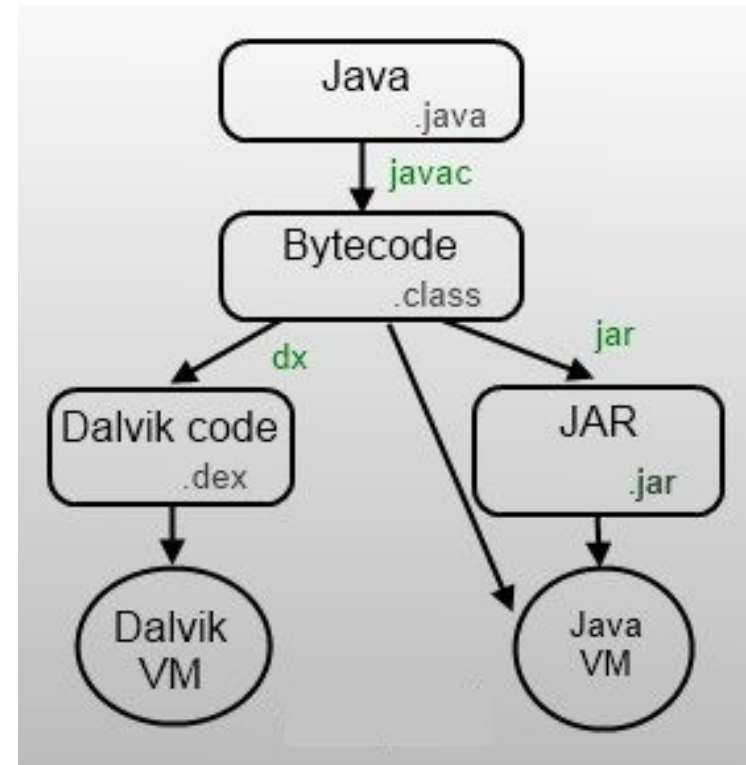 Java
.java
javac
Bytecode
.class
dx
jar
Dalvik code
.dex
JAR
.jar
Dalvik
VM
Java
VM